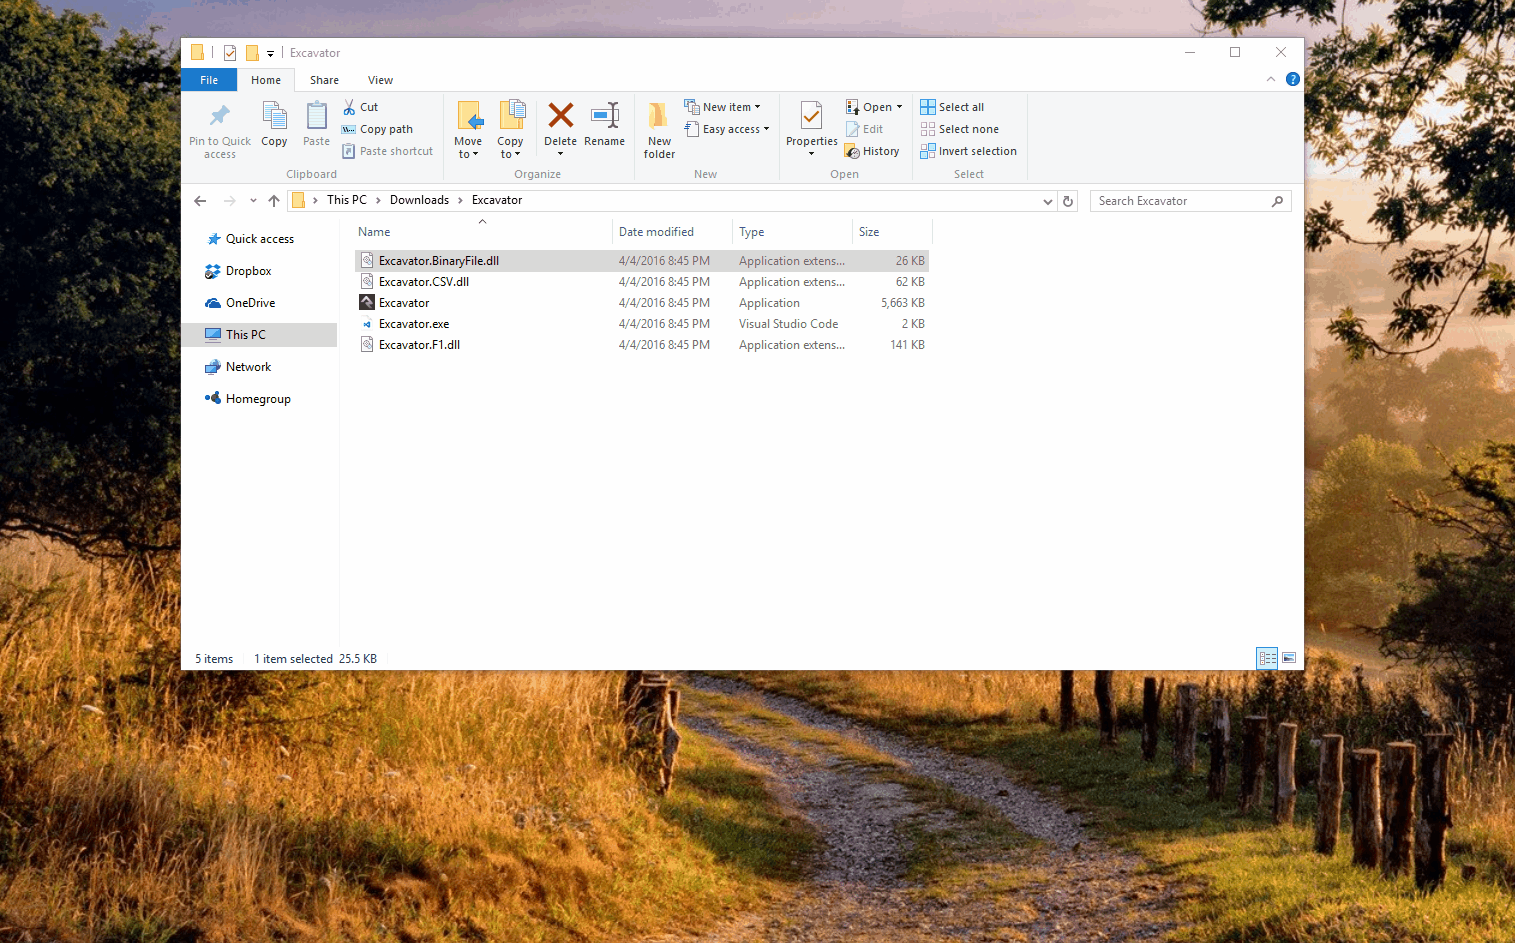 Excavator
File Home Share View
Pin to Quick access
Copy
Paste
Cut
Copy path
Paste shortcut
Clipboard
Move to
Copy to
Delete
Rename
Organize
New folder
New item
Easy access
New
Properties
Open
Edit
History
Open
Select all
Select none
Invert selection
Select
This PC > Downloads > Excavator
Search Excavator
Quick access
Dropbox
OneDrive
This PC
Network
Homegroup
Name Date modified Type Size
Excavator.BinaryFile.dll 4/4/2016 8:45 PM Application extens... 26 KB
Excavator.CSV.dll 4/4/2016 8:45 PM Application extens... 62 KB
Excavator 4/4/2016 8:45 PM Application 5,663 KB
Excavator.exe 4/4/2016 8:45 PM Visual Studio Code 2 KB
Excavator.F1.dll 4/4/2016 8:45 PM Application extens... 141 KB
5 items 1 item selected 25.5 KB